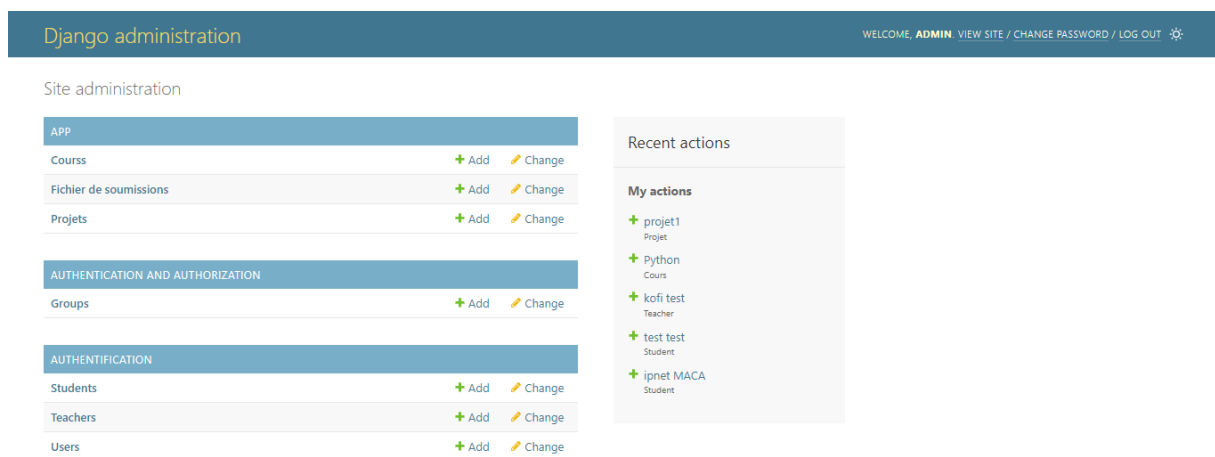 Django administration
WELCOME, ADMIN. VIEW SITE / CHANGE PASSWORD / LOG OUT
Site administration
APP
Courss + Add Change
Fichier de soumissions + Add Change
Projets + Add Change
AUTHENTICATION AND AUTHORIZATION
Groups + Add Change
AUTHENTIFICATION
Students + Add Change
Teachers + Add Change
Users + Add Change
Recent actions
My actions
+ projet1
Projet
+ Python
Cours
+ kofi test
Teacher
+ test test
Student
+ ipnet MACA
Student